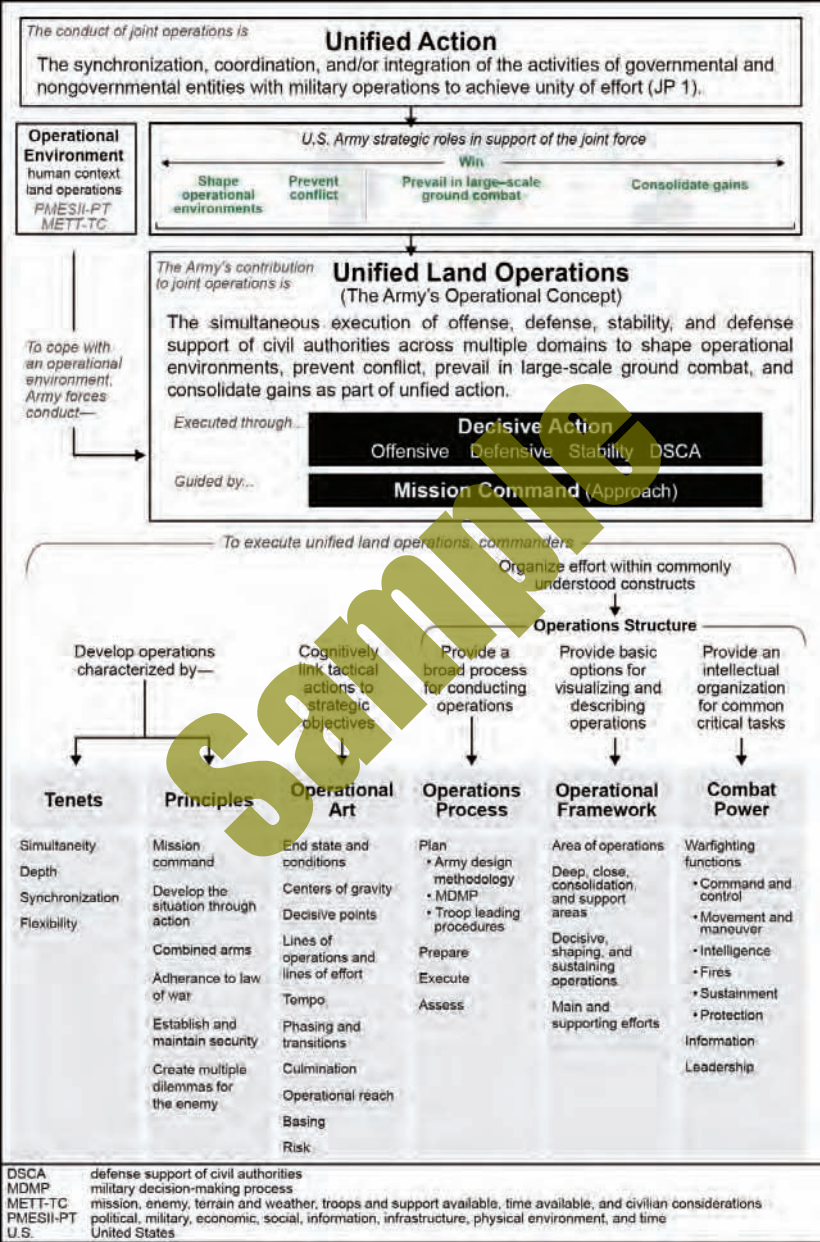 The conduct of joint operations is
Unified Action
The synchronization, coordination, and/or integration of the activities of governmental and
nongovernmental entities with military operations to achieve unity of effort (JP 1).
Operational
Environment
human context
land operations
PMESII-PT
METT-TC
U.S. Army strategic roles in support of the joint force
Win
Shape
operational
environments
Prevent
conflict
Prevail in large–scale
ground combat
Consolidate gains
The Army's contribution
to joint operations is
Unified Land Operations
(The Army's Operational Concept)
The simultaneous execution of offense, defense, stability, and defense
support of civil authorities across multiple domains to shape operational
environments, prevent conflict, prevail in large-scale ground combat, and
consolidate gains as part of unfied action.
To cope with
an operational
environment,
Army forces
conduct—
Executed through...
Decisive Action
Offensive Defensive Stability DSCA
Guided by...
Mission Command (Approach)
To execute unified land operations, commanders
Organize effort within commonly
understood constructs
Operations Structure
Develop operations
characterized by—
Cognitively
link tactical
actions to
strategic
objectives
Provide a
broad process
for conducting
operations
Provide basic
options for
visualizing and
describing
operations
Provide an
intellectual
organization
for common
critical tasks
Tenets
Simultaneity
Depth
Synchronization
Flexibility
Principles
Mission
command
Develop the
situation through
action
Combined arms
Adherance to law
of war
Establish and
maintain security
Create multiple
dilemmas for
the enemy
Operational
Art
End state and
conditions
Centers of gravity
Decisive points
Lines of
operations and
lines of effort
Tempo
Phasing and
transitions
Culmination
Operational reach
Basing
Risk
Operations
Process
Plan
• Army design
methodology
• MDMP
• Troop leading
procedures
Prepare
Execute
Assess
Operational
Framework
Area of operations
Deep, close,
consolidation,
and support
areas
Decisive,
shaping, and
sustaining
operations
Main and
supporting efforts
Combat
Power
Warfighting
functions
• Command and
control
• Movement and
maneuver
• Intelligence
• Fires
• Sustainment
• Protection
Information
Leadership
Sample
DSCA defense support of civil authorities
MDMP military decision-making process
METT-TC mission, enemy, terrain and weather, troops and support available, time available, and civilian considerations
PMESII-PT political, military, economic, social, information, infrastructure, physical environment, and time
U.S. United States